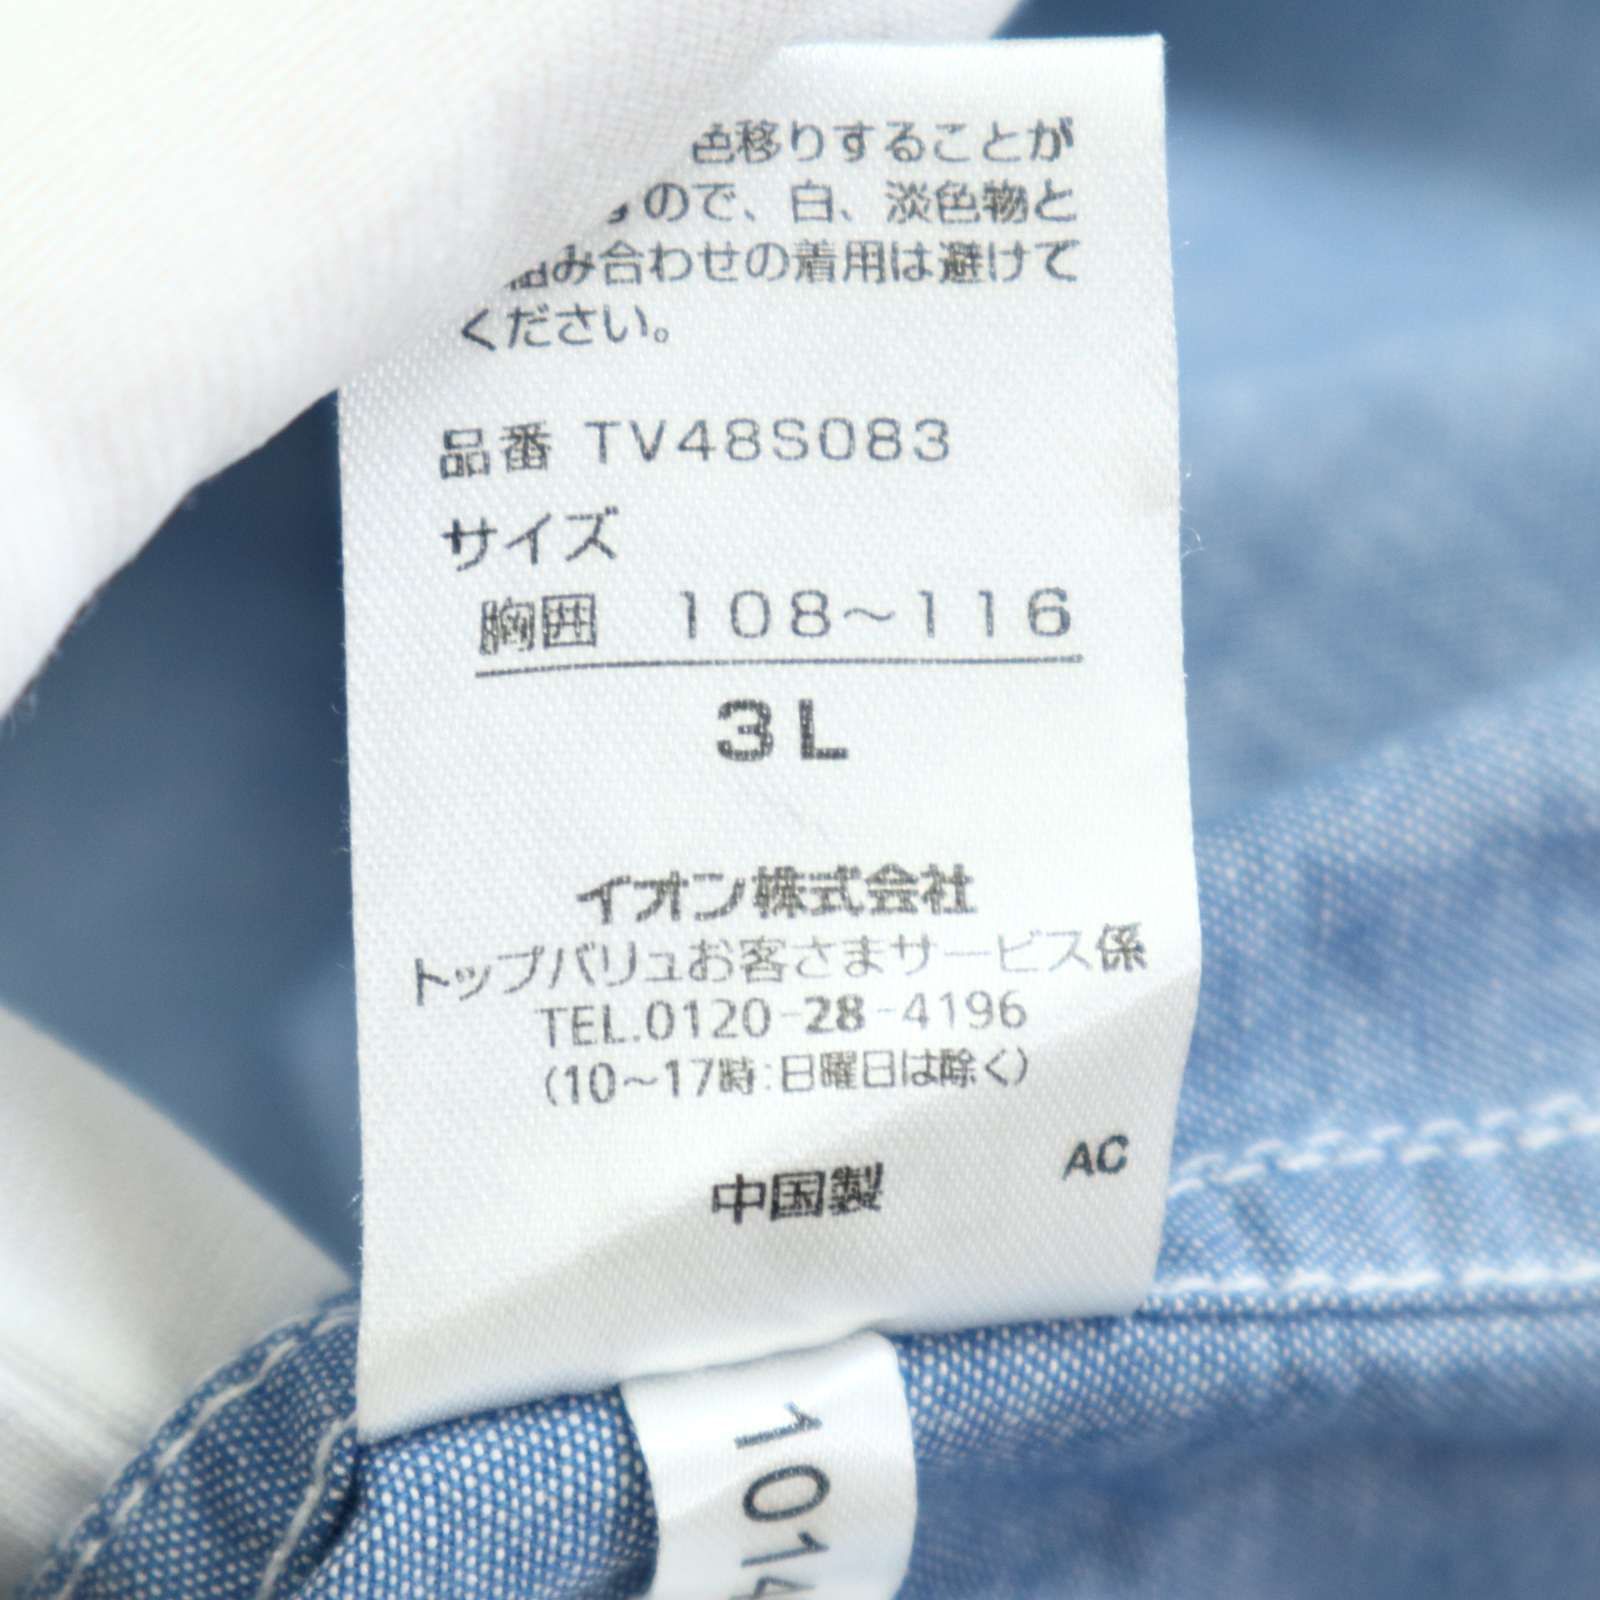 色移りすることが
ので、白、淡色物と
組み合わせの着用は避けて
ください。
品番 TV48S083
サイズ
胸囲 108～116
3L
イオン株式会社
トップバリュお客さまサービス係
TEL.0120-28-4196
(10～17時:日曜日は除く)
中国製
AC
1014